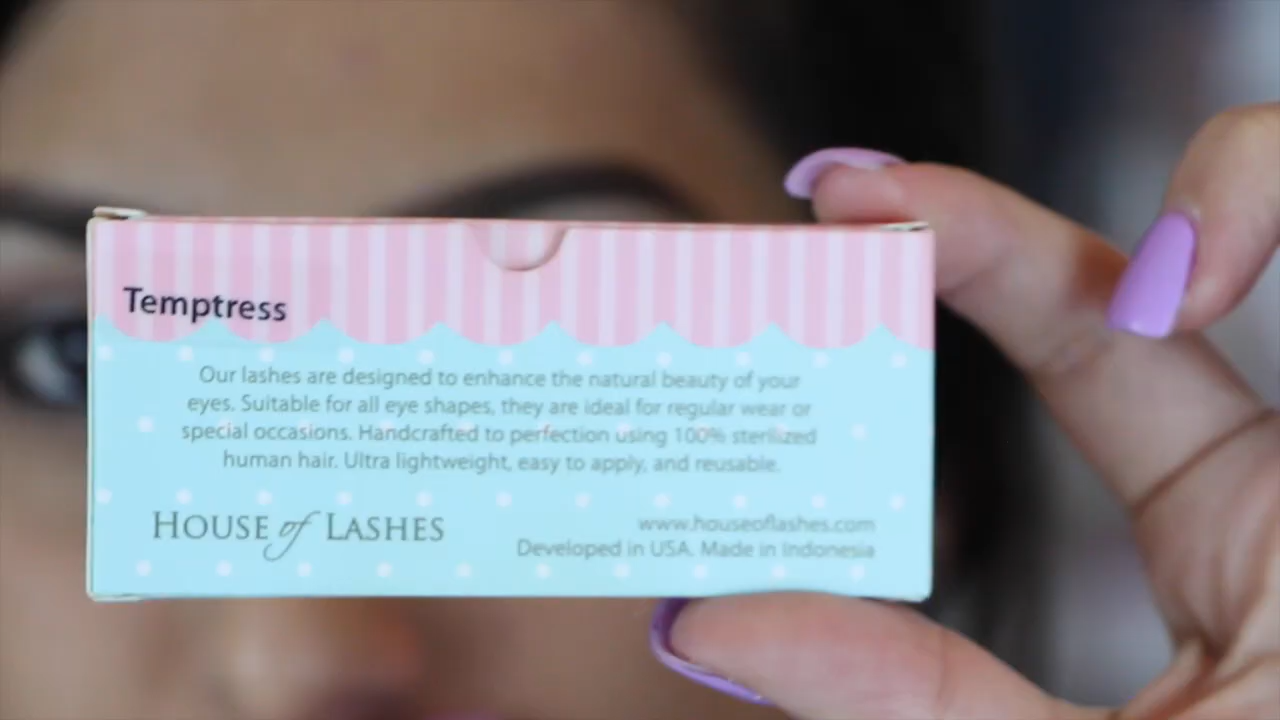 Temptress
Our lashes are designed to enhance the natural beauty of your
eyes. Suitable for all eye shapes, they are ideal for regular wear or
special occasions. Handcrafted to perfection using 100% sterilized
human hair. Ultra lightweight, easy to apply, and reusable.
HOUSE of LASHES
www.houseoflashes.com
Developed in USA. Made in Indonesia